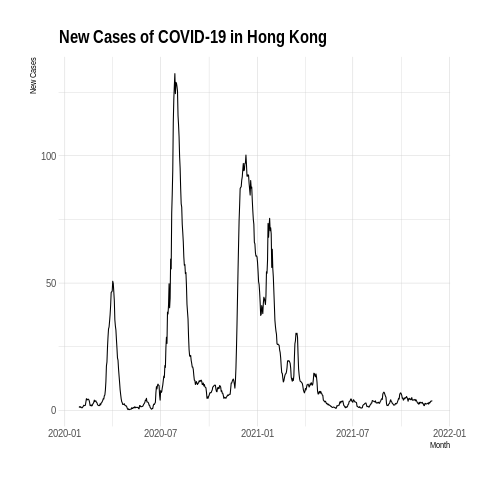 New Cases of COVID-19 in Hong Kong
New Cases
100
50
0
2020-01 2020-07 2021-01 2021-07 2022-01
Month